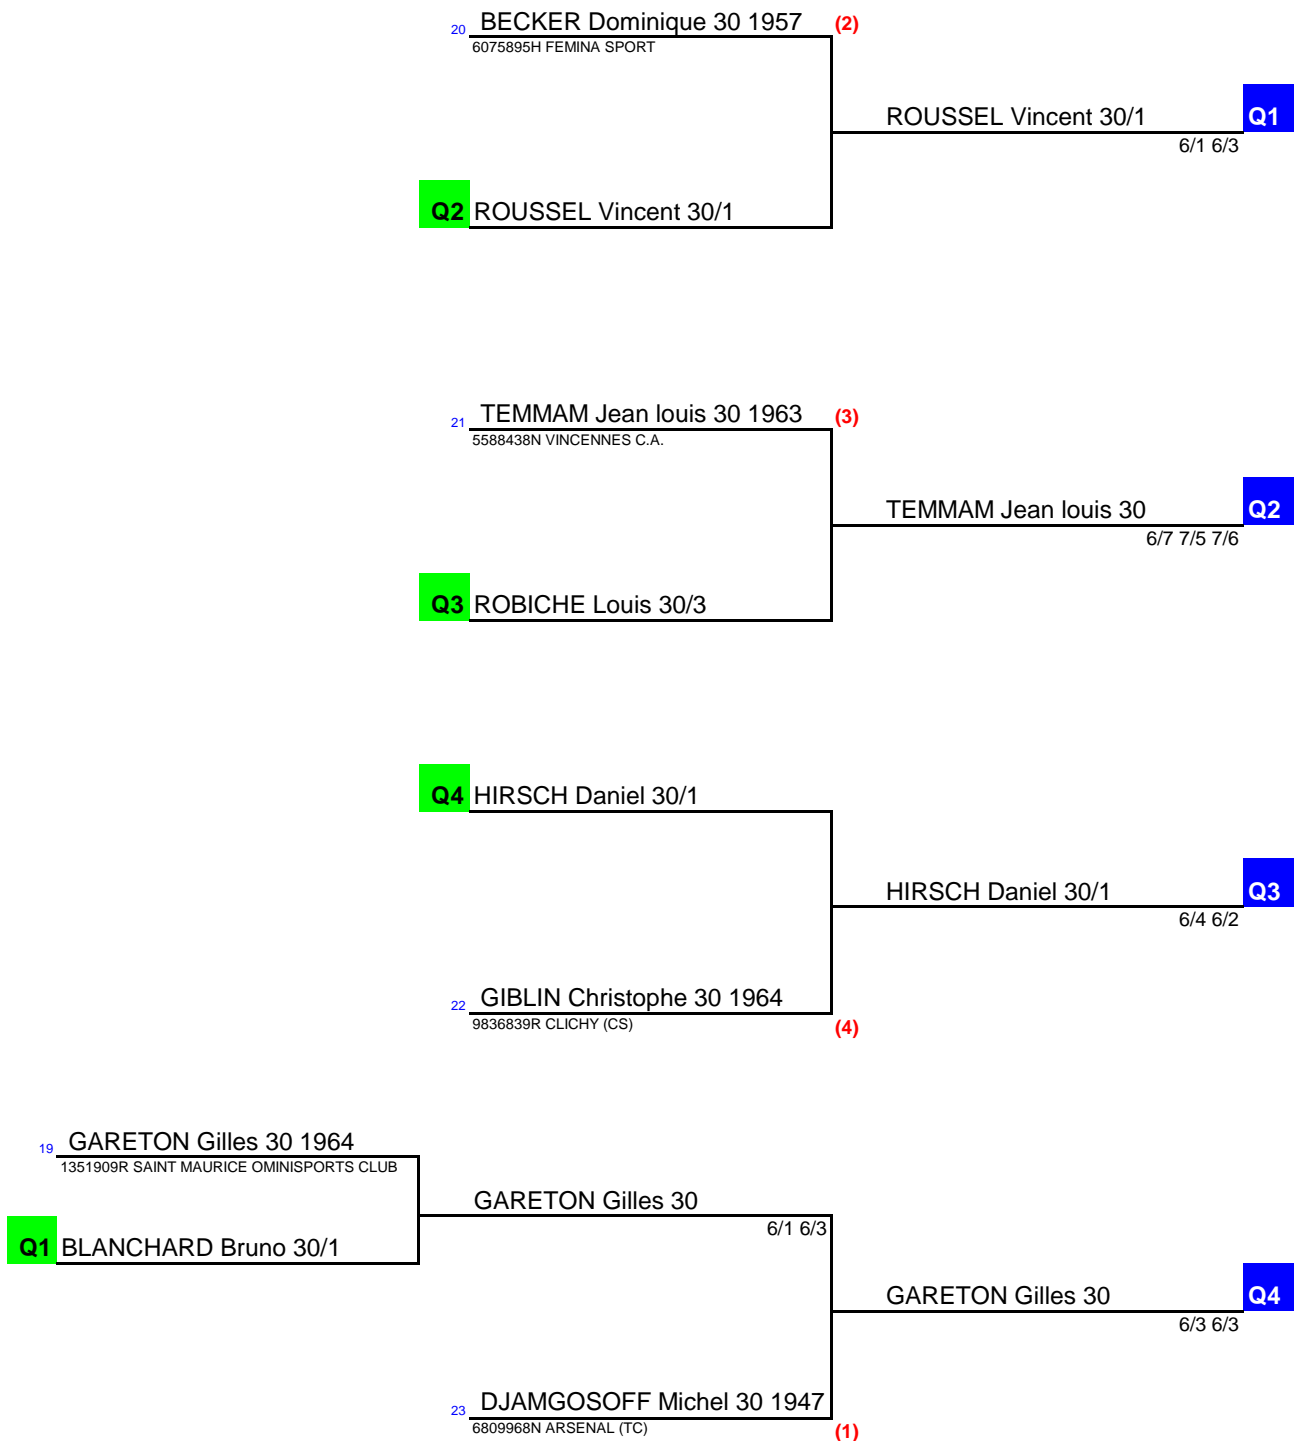 20 BECKER Dominique 30 1957 (2)
6075895H FEMINA SPORT
ROUSSEL Vincent 30/1 Q1
6/1 6/3
Q2 ROUSSEL Vincent 30/1
21 TEMMAM Jean louis 30 1963 (3)
5588438N VINCENNES C.A.
TEMMAM Jean louis 30 Q2
6/7 7/5 7/6
Q3 ROBICHE Louis 30/3
Q4 HIRSCH Daniel 30/1
HIRSCH Daniel 30/1 Q3
6/4 6/2
22 GIBLIN Christophe 30 1964
9836839R CLICHY (CS) (4)
19 GARETON Gilles 30 1964
1351909R SAINT MAURICE OMINISPORTS CLUB
GARETON Gilles 30
6/1 6/3
Q1 BLANCHARD Bruno 30/1
GARETON Gilles 30 Q4
6/3 6/3
23 DJAMGOSOFF Michel 30 1947
6809968N ARSENAL (TC) (1)